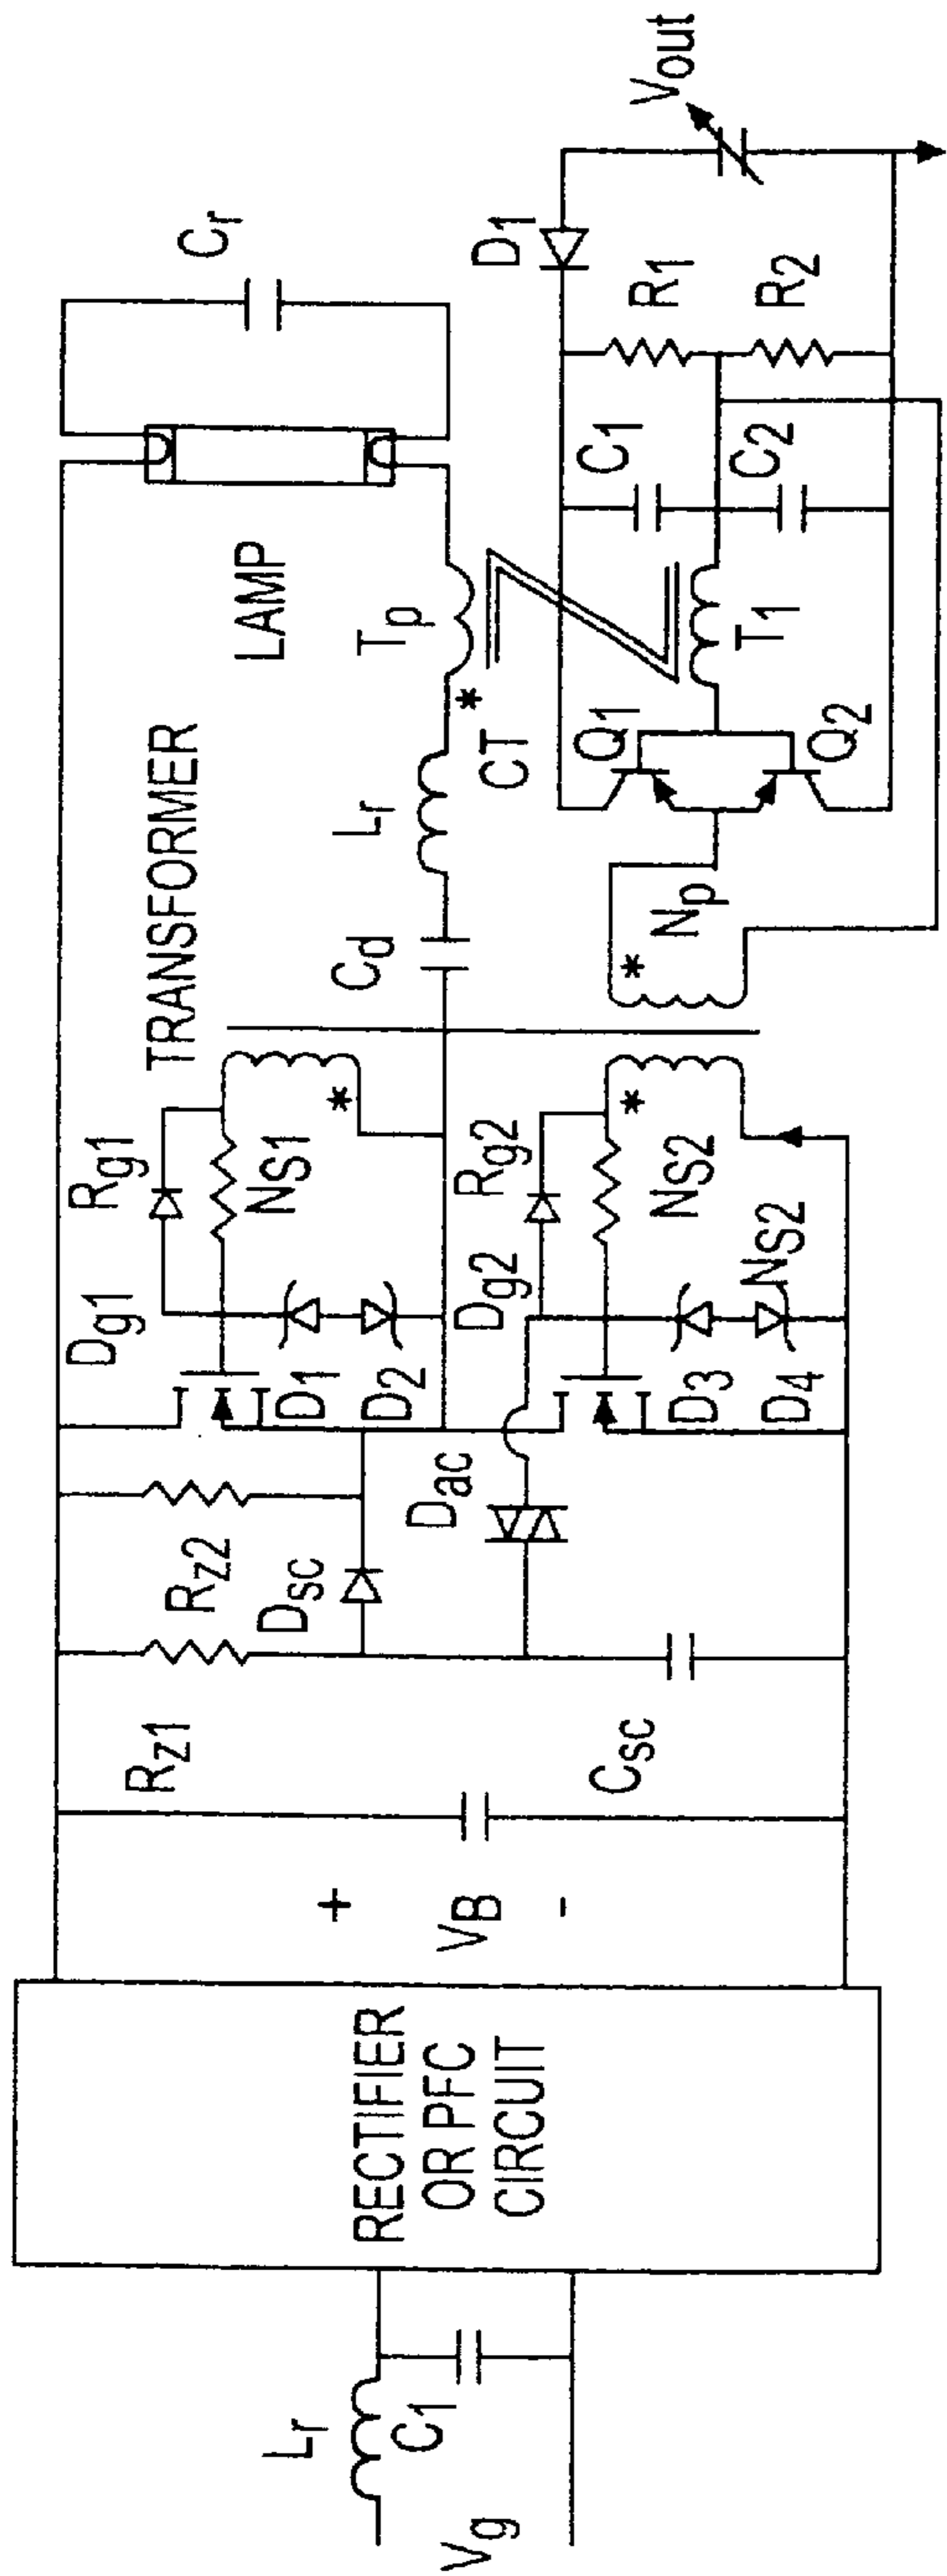 Vg
Lr
C1
RECTIFIER
OR PFC
CIRCUIT
+
VB
-
Rz1
Csc
Rz2
Dsc
Dac
Dg1
Rg1
D1
D2
NS1
*
Dg2
Rg2
D3
D4
NS2
NS2
*
TRANSFORMER
Cd
Lr
CT
*
Tp
LAMP
Cr
*
Np
Q1
Q2
T1
C1
C2
R1
R2
D1
Vout